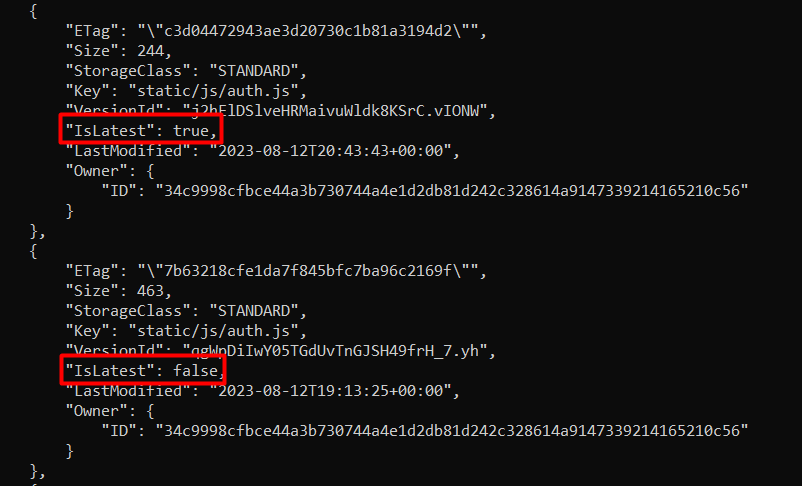 {
"ETag": "\"c3d04472943ae3d20730c1b81a3194d2\"",
"Size": 244,
"StorageClass": "STANDARD",
"Key": "static/js/auth.js",
"VersionId": "j2hElDSlveHRMaivuWldk8KSrC.vIONW",
"IsLatest": true,
"LastModified": "2023-08-12T20:43:43+00:00",
"Owner": {
"ID": "34c9998cfbce44a3b730744a4e1d2db81d242c328614a9147339214165210c56"
}
},
{
"ETag": "\"7b63218cfe1da7f845bfc7ba96c2169f\"",
"Size": 463,
"StorageClass": "STANDARD",
"Key": "static/js/auth.js",
"VersionId": "qgWpDiIwY05TGdUvTnGJSH49frH_7.yh",
"IsLatest": false,
"LastModified": "2023-08-12T19:13:25+00:00",
"Owner": {
"ID": "34c9998cfbce44a3b730744a4e1d2db81d242c328614a9147339214165210c56"
}
},